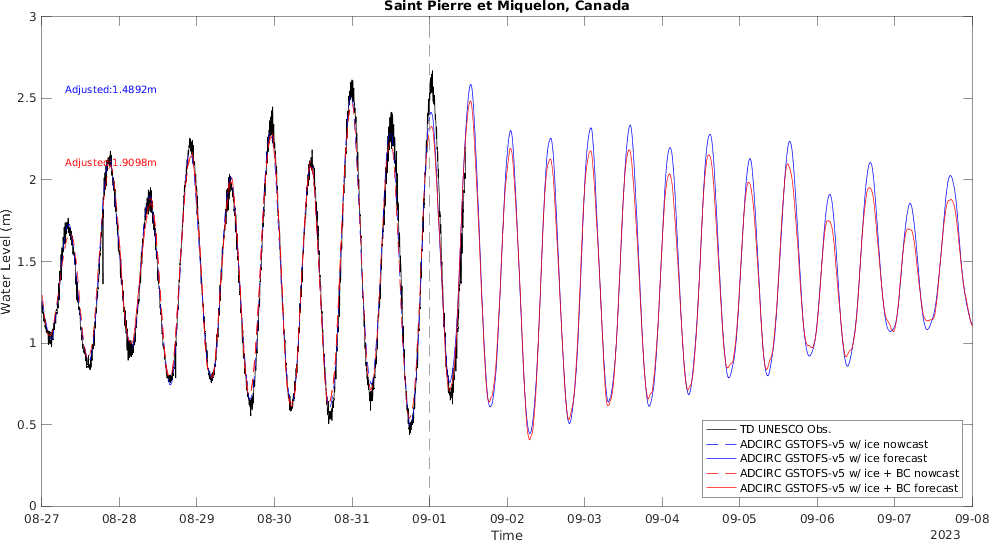 Saint Pierre et Miquelon, Canada
3
2.5
2
1.5
1
0.5
0
Water Level (m)
Adjusted:1.4892m
Adjusted:1.9098m
TD UNESCO Obs.
ADCIRC GSTOFS-v5 w/ ice nowcast
ADCIRC GSTOFS-v5 w/ ice forecast
ADCIRC GSTOFS-v5 w/ ice + BC nowcast
ADCIRC GSTOFS-v5 w/ ice + BC forecast
08-27 08-28 08-29 08-30 08-31 09-01 09-02 09-03 09-04 09-05 09-06 09-07 09-08
Time
2023